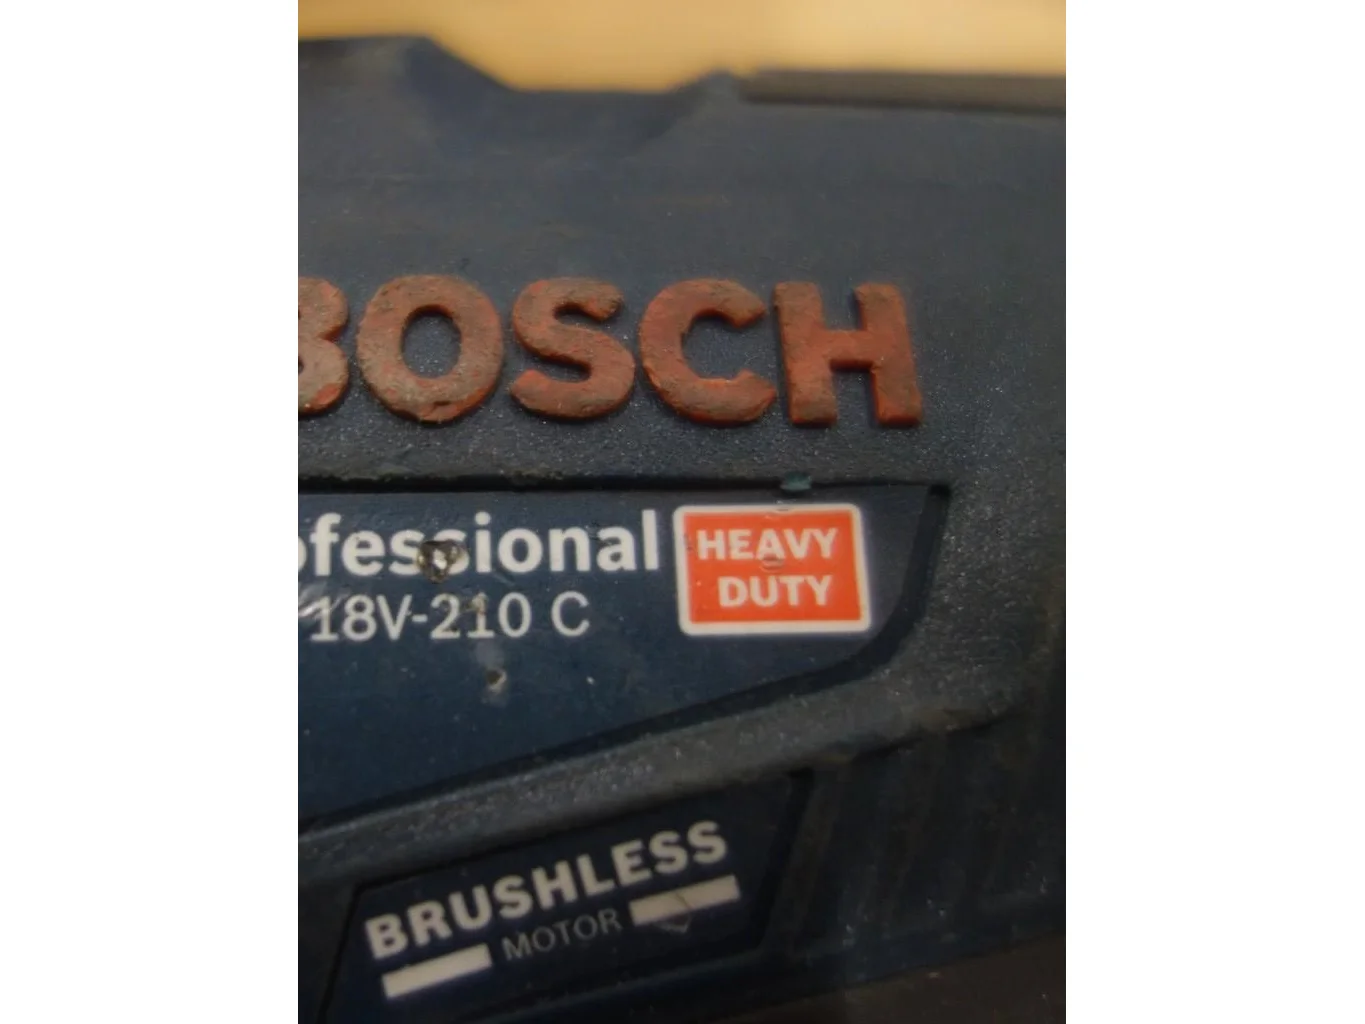 BOSCH
ofessional
18V-210 C
HEAVY
DUTY
BRUSHLESS
MOTOR